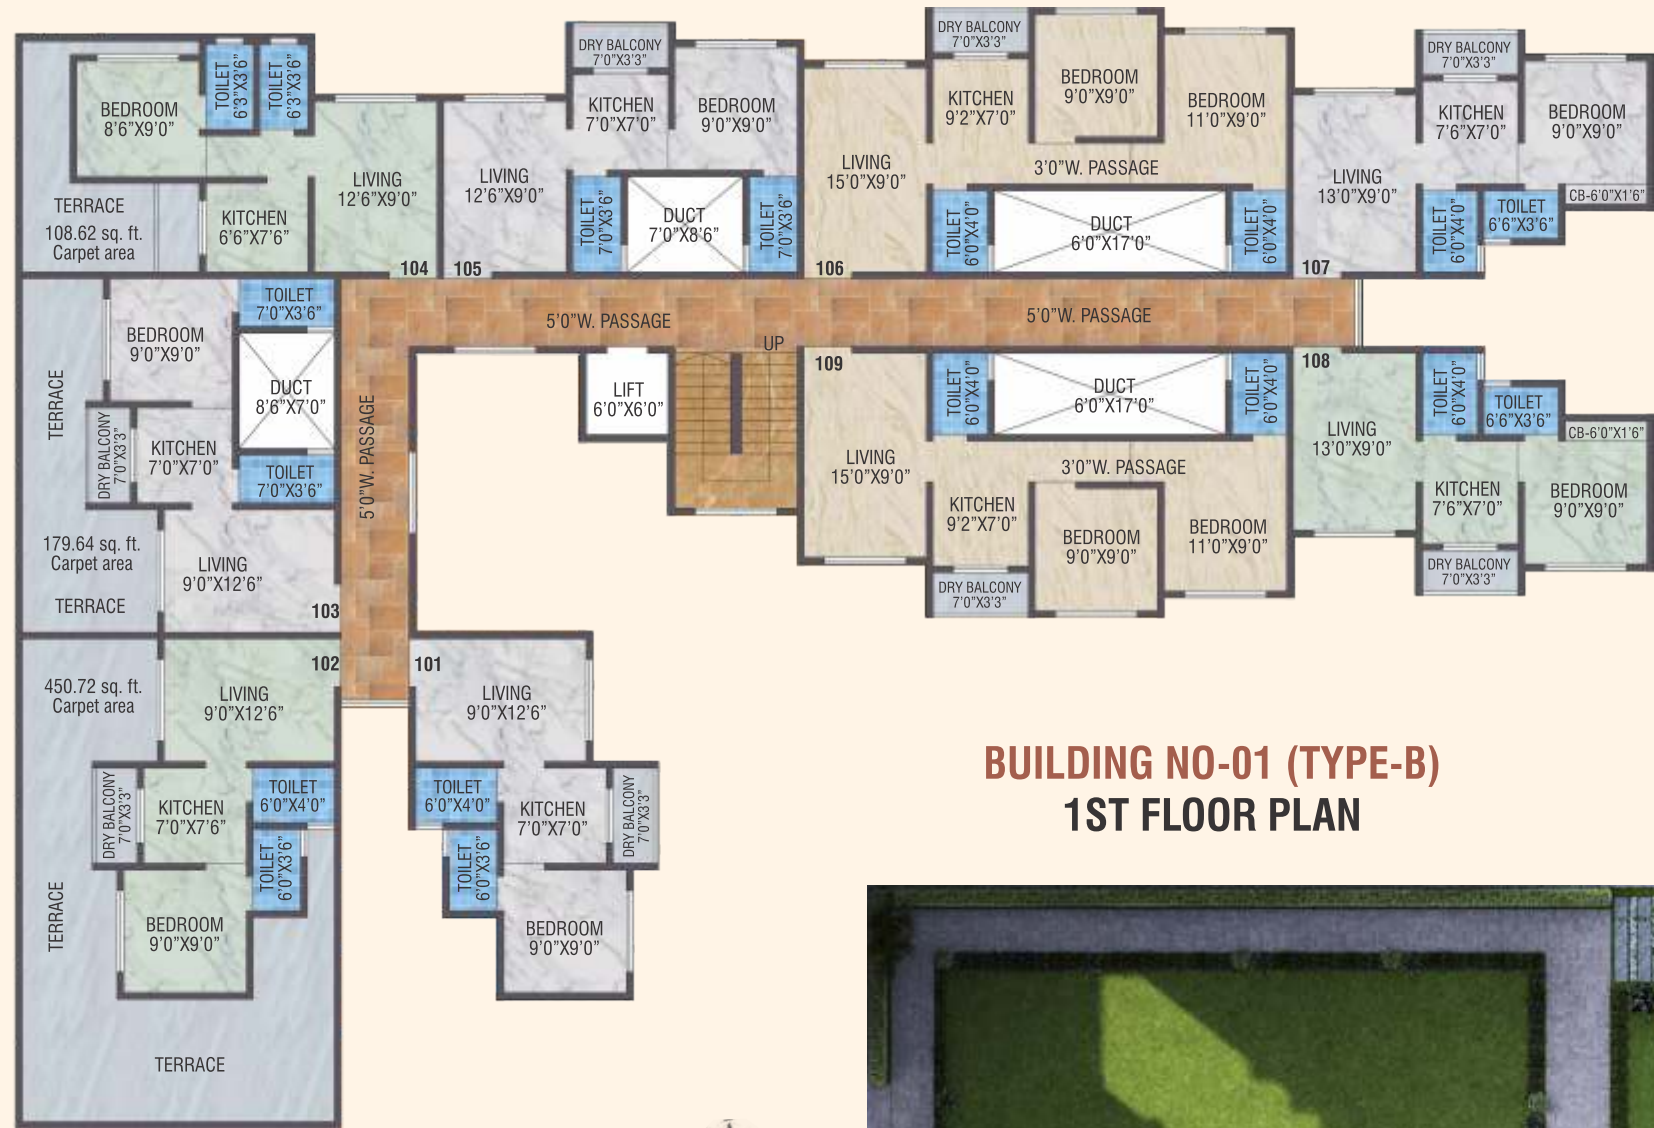 BEDROOM
8'6"X9'0"
TOILET
6'3"X3'6"
TOILET
6'3"X3'6"
LIVING
12'6"X9'0"
KITCHEN
6'6"X7'6"
TERRACE
108.62 sq. ft.
Carpet area
104
DRY BALCONY
7'0"X3'3"
KITCHEN
7'0"X7'0"
BEDROOM
9'0"X9'0"
LIVING
12'6"X9'0"
TOILET
7'0"X3'6"
DUCT
7'0"X8'6"
TOILET
7'0"X3'6"
105
DRY BALCONY
7'0"X3'3"
KITCHEN
9'2"X7'0"
BEDROOM
9'0"X9'0"
BEDROOM
11'0"X9'0"
LIVING
15'0"X9'0"
3'0"W. PASSAGE
TOILET
6'0"X4'0"
DUCT
6'0"X17'0"
TOILET
6'0"X4'0"
106
DRY BALCONY
7'0"X3'3"
KITCHEN
7'6"X7'0"
BEDROOM
9'0"X9'0"
LIVING
13'0"X9'0"
CB-6'0"X1'6"
TOILET
6'0"X4'0"
TOILET
6'6"X3'6"
107
5'0"W. PASSAGE
5'0"W. PASSAGE
UP
LIFT
6'0"X6'0"
5'0"W. PASSAGE
TOILET
7'0"X3'6"
BEDROOM
9'0"X9'0"
DUCT
8'6"X7'0"
TERRACE
DRY BALCONY
7'0"X3'3"
KITCHEN
7'0"X7'0"
TOILET
7'0"X3'6"
179.64 sq. ft.
Carpet area
TERRACE
LIVING
9'0"X12'6"
103
109
TOILET
6'0"X4'0"
DUCT
6'0"X17'0"
TOILET
6'0"X4'0"
LIVING
15'0"X9'0"
3'0"W. PASSAGE
KITCHEN
9'2"X7'0"
BEDROOM
9'0"X9'0"
BEDROOM
11'0"X9'0"
DRY BALCONY
7'0"X3'3"
108
TOILET
6'0"X4'0"
TOILET
6'6"X3'6"
CB-6'0"X1'6"
LIVING
13'0"X9'0"
KITCHEN
7'6"X7'0"
BEDROOM
9'0"X9'0"
DRY BALCONY
7'0"X3'3"
102
450.72 sq. ft.
Carpet area
LIVING
9'0"X12'6"
DRY BALCONY
7'0"X3'3"
KITCHEN
7'0"X7'6"
TOILET
6'0"X4'0"
TOILET
6'0"X3'6"
TERRACE
BEDROOM
9'0"X9'0"
TERRACE
101
LIVING
9'0"X12'6"
TOILET
6'0"X4'0"
KITCHEN
7'0"X7'0"
DRY BALCONY
7'0"X3'3"
TOILET
6'0"X3'6"
BEDROOM
9'0"X9'0"
BUILDING NO-01 (TYPE-B)
1ST FLOOR PLAN